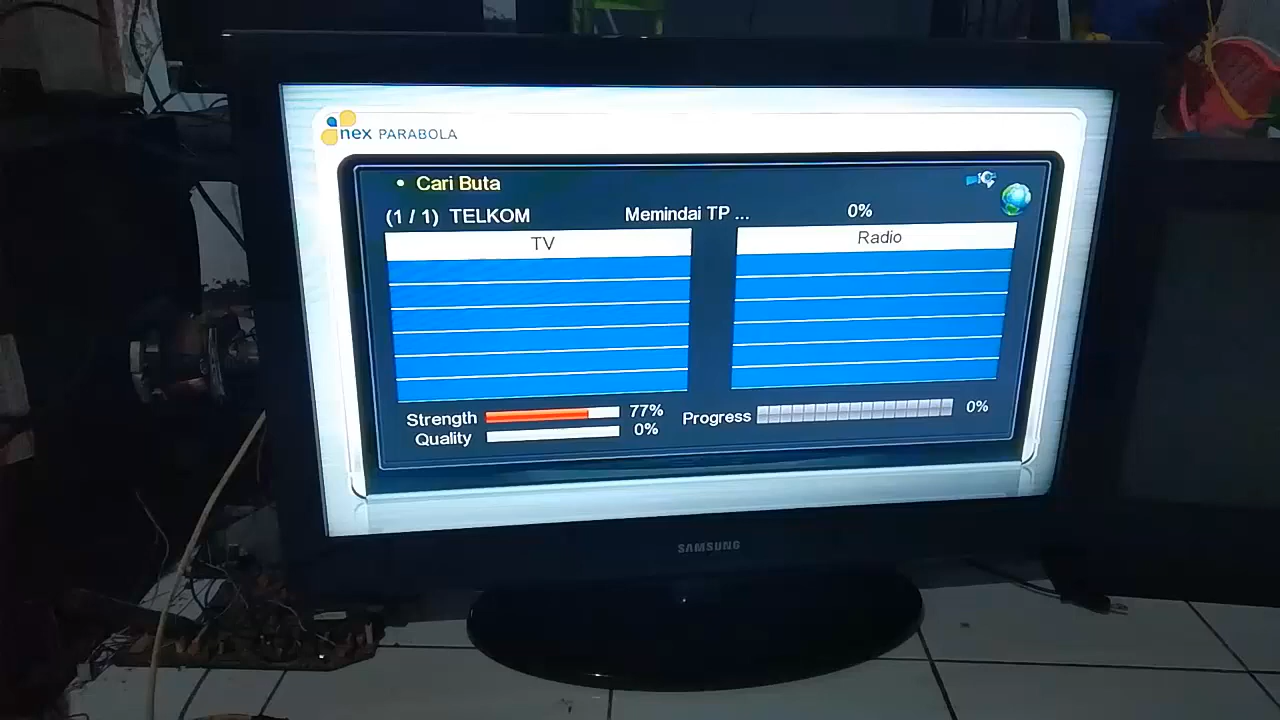 nex PARABOLA
• Cari Buta
(1 / 1) TELKOM Memindai TP ... 0%
TV Radio
Strength 77% Progress 0%
Quality 0%
SAMSUNG